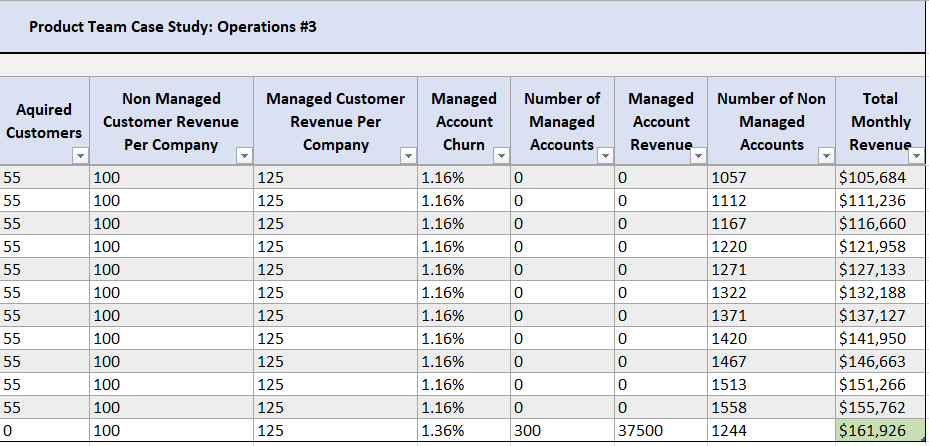 Product Team Case Study: Operations #3
Aquired Customers | Non Managed Customer Revenue Per Company | Managed Customer Revenue Per Company | Managed Account Churn | Number of Managed Accounts | Managed Account Revenue | Number of Non Managed Accounts | Total Monthly Revenue
55 100 125 1.16% 0 0 1057 $105,684
55 100 125 1.16% 0 0 1112 $111,236
55 100 125 1.16% 0 0 1167 $116,660
55 100 125 1.16% 0 0 1220 $121,958
55 100 125 1.16% 0 0 1271 $127,133
55 100 125 1.16% 0 0 1322 $132,188
55 100 125 1.16% 0 0 1371 $137,127
55 100 125 1.16% 0 0 1420 $141,950
55 100 125 1.16% 0 0 1467 $146,663
55 100 125 1.16% 0 0 1513 $151,266
55 100 125 1.16% 0 0 1558 $155,762
0 100 125 1.36% 300 37500 1244 $161,926